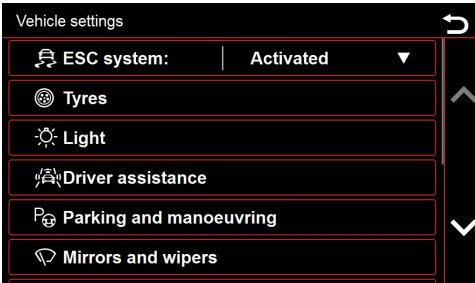 Vehicle settings
ESC system: Activated
Tyres
Light
Driver assistance
P Parking and manoeuvring
Mirrors and wipers